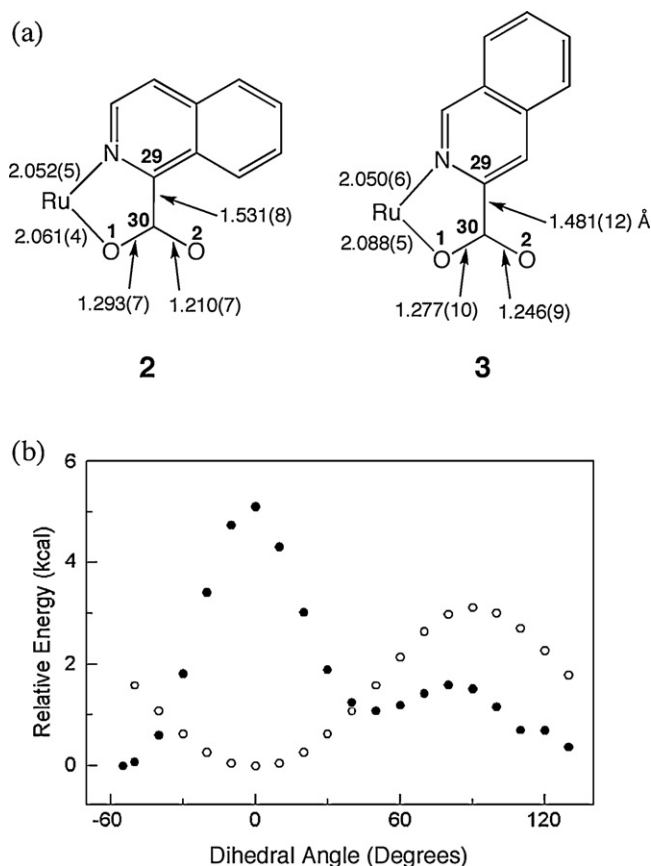 (a)
N
29
2.052(5)
Ru
2.061(4)
1
30
2
O
O
1.531(8)
1.293(7)
1.210(7)
2
N
29
2.050(6)
Ru
2.088(5)
1
30
2
O
O
1.481(12) Å
1.277(10)
1.246(9)
3
(b)
Relative Energy (kcal)
6
4
2
0
-60
0
60
120
Dihedral Angle (Degrees)